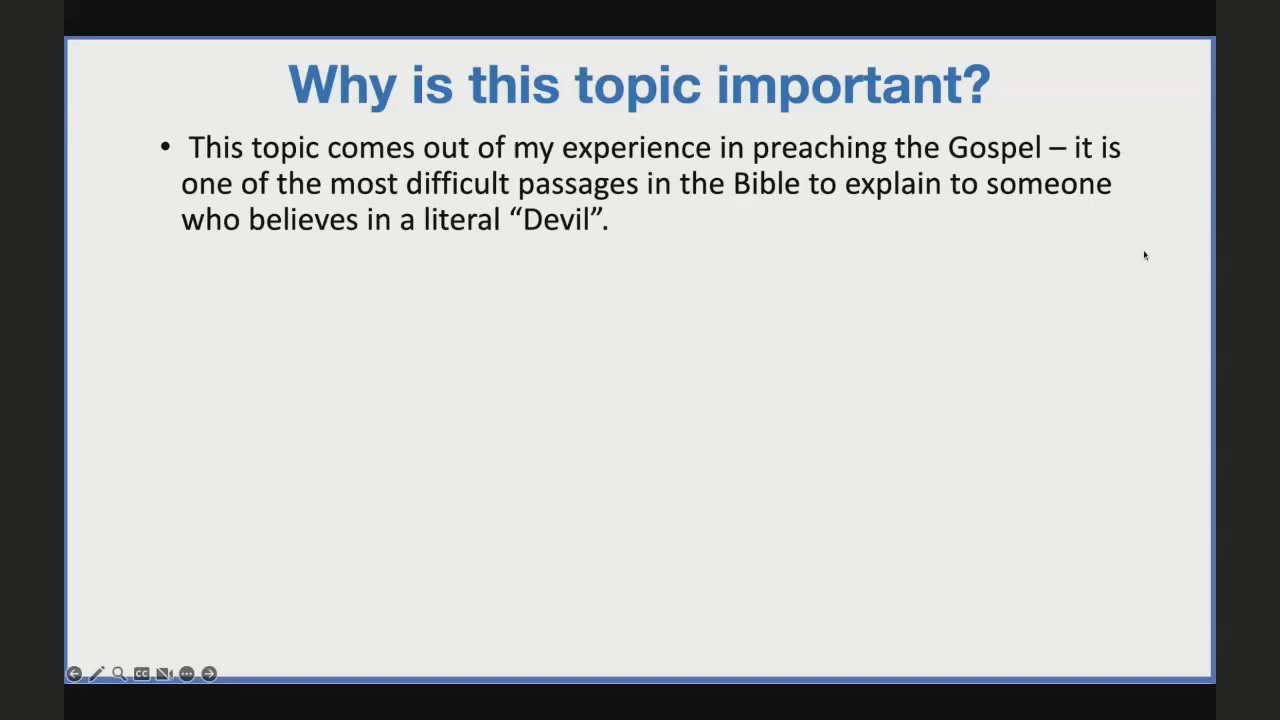 Why is this topic important?
• This topic comes out of my experience in preaching the Gospel – it is
one of the most difficult passages in the Bible to explain to someone
who believes in a literal “Devil”.
CC